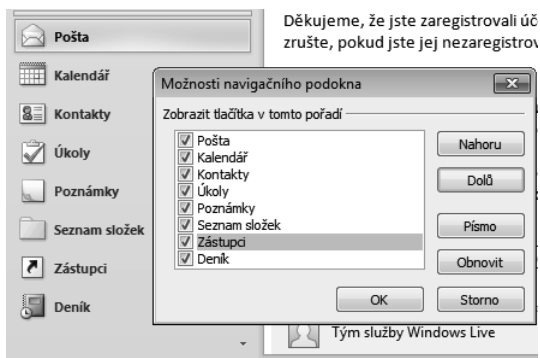 Děkujeme, že jste zaregistrovali
zrušte, pokud jste jej
Pošta
Kalendář
Kontakty
Úkoly
Poznámky
Seznam složek
Zástupci
Deník
Možnosti navigačního podokna
Zobrazit tlačítka v tomto pořadí
Pošta
Kalendář
Kontakty
Úkoly
Poznámky
Seznam složek
Zástupci
Deník
Nahoru
Dolů
Písmo
Obnovit
OK
Storno
Tým služby Windows Live